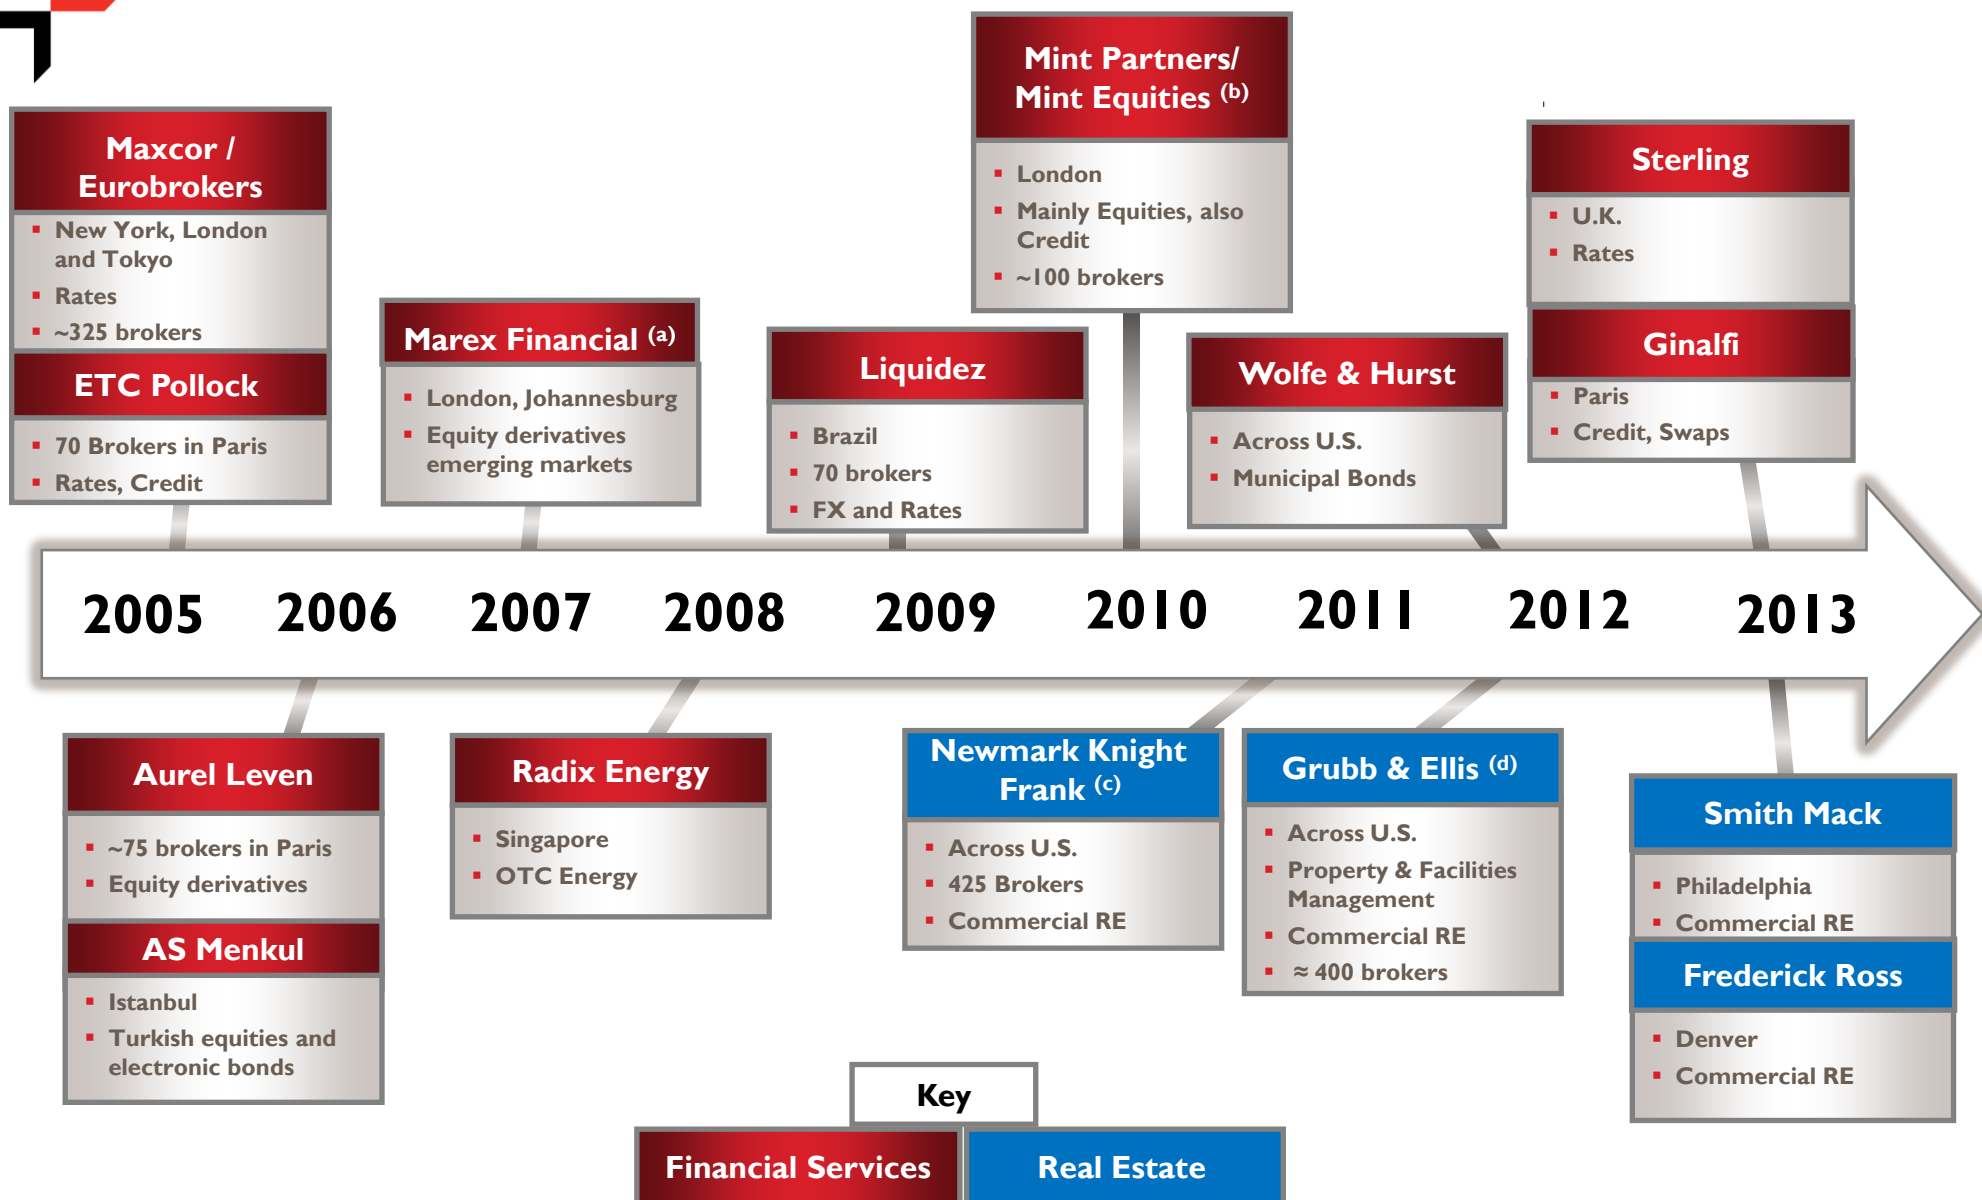 Maxcor /
Eurobrokers
New York, London
and Tokyo
Rates
~325 brokers
ETC Pollock
70 Brokers in Paris
Rates, Credit
Marex Financial (a)
London, Johannesburg
Equity derivatives
emerging markets
Liquidez
Brazil
70 brokers
FX and Rates
Mint Partners/
Mint Equities (b)
London
Mainly Equities, also
Credit
~100 brokers
Wolfe & Hurst
Across U.S.
Municipal Bonds
Sterling
U.K.
Rates
Ginalfi
Paris
Credit, Swaps
2005 2006 2007 2008 2009 2010 2011 2012 2013
Aurel Leven
~75 brokers in Paris
Equity derivatives
AS Menkul
Istanbul
Turkish equities and
electronic bonds
Radix Energy
Singapore
OTC Energy
Newmark Knight
Frank (c)
Across U.S.
425 Brokers
Commercial RE
Grubb & Ellis (d)
Across U.S.
Property & Facilities
Management
Commercial RE
≈ 400 brokers
Smith Mack
Philadelphia
Commercial RE
Frederick Ross
Denver
Commercial RE
Key
Financial Services
Real Estate